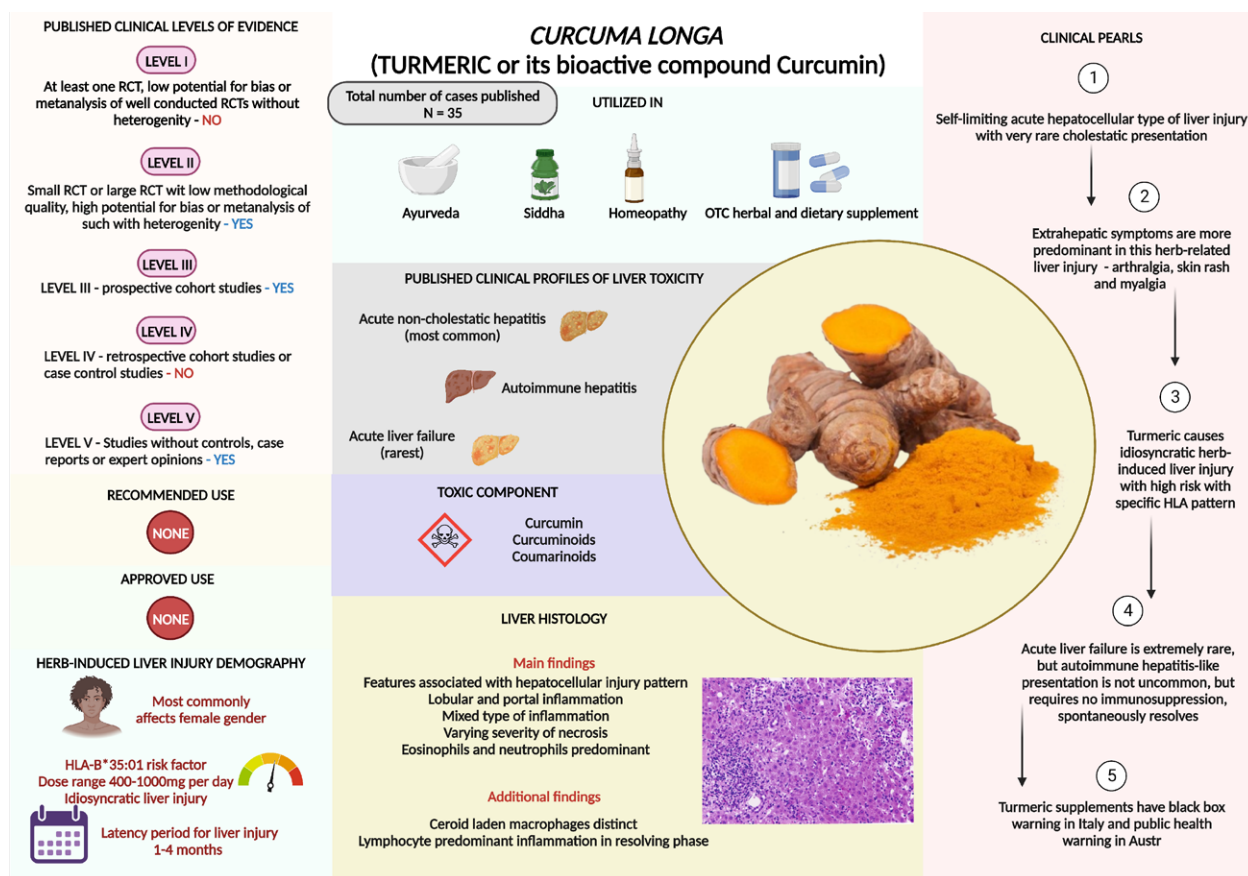 PUBLISHED CLINICAL LEVELS OF EVIDENCE
LEVEL I
At least one RCT, low potential for bias or
metanalysis of well conducted RCTs without
heterogenity - NO
LEVEL II
Small RCT or large RCT wit low methodological
quality, high potential for bias or metanalysis of
such with heterogenity - YES
LEVEL III
LEVEL III - prospective cohort studies - YES
LEVEL IV
LEVEL IV - retrospective cohort studies or
case control studies - NO
LEVEL V
LEVEL V - Studies without controls, case
reports or expert opinions - YES
RECOMMENDED USE
NONE
APPROVED USE
NONE
HERB-INDUCED LIVER INJURY DEMOGRAPHY
Most commonly
affects female gender
HLA-B*35:01 risk factor
Dose range 400-1000mg per day
Idiosyncratic liver injury
Latency period for liver injury
1-4 months
CURCUMA LONGA
(TURMERIC or its bioactive compound Curcumin)
Total number of cases published
N = 35
UTILIZED IN
Ayurveda
Siddha
Homeopathy
OTC herbal and dietary supplement
PUBLISHED CLINICAL PROFILES OF LIVER TOXICITY
Acute non-cholestatic hepatitis
(most common)
Autoimmune hepatitis
Acute liver failure
(rarest)
TOXIC COMPONENT
Curcumin
Curcuminoids
Coumarinoids
LIVER HISTOLOGY
Main findings
Features associated with hepatocellular injury pattern
Lobular and portal inflammation
Mixed type of inflammation
Varying severity of necrosis
Eosinophils and neutrophils predominant
Additional findings
Ceroid laden macrophages distinct
Lymphocyte predominant inflammation in resolving phase
CLINICAL PEARLS
1
Self-limiting acute hepatocellular type of liver injury
with very rare cholestatic presentation
2
Extrahepatic symptoms are more
predominant in this herb-related
liver injury - arthralgia, skin rash
and myalgia
3
Turmeric causes
idiosyncratic herb-
induced liver injury
with high risk with
specific HLA pattern
4
Acute liver failure is extremely rare,
but autoimmune hepatitis-like
presentation is not uncommon, but
requires no immunosuppression,
spontaneously resolves
5
Turmeric supplements have black box
warning in Italy and public health
warning in Austr